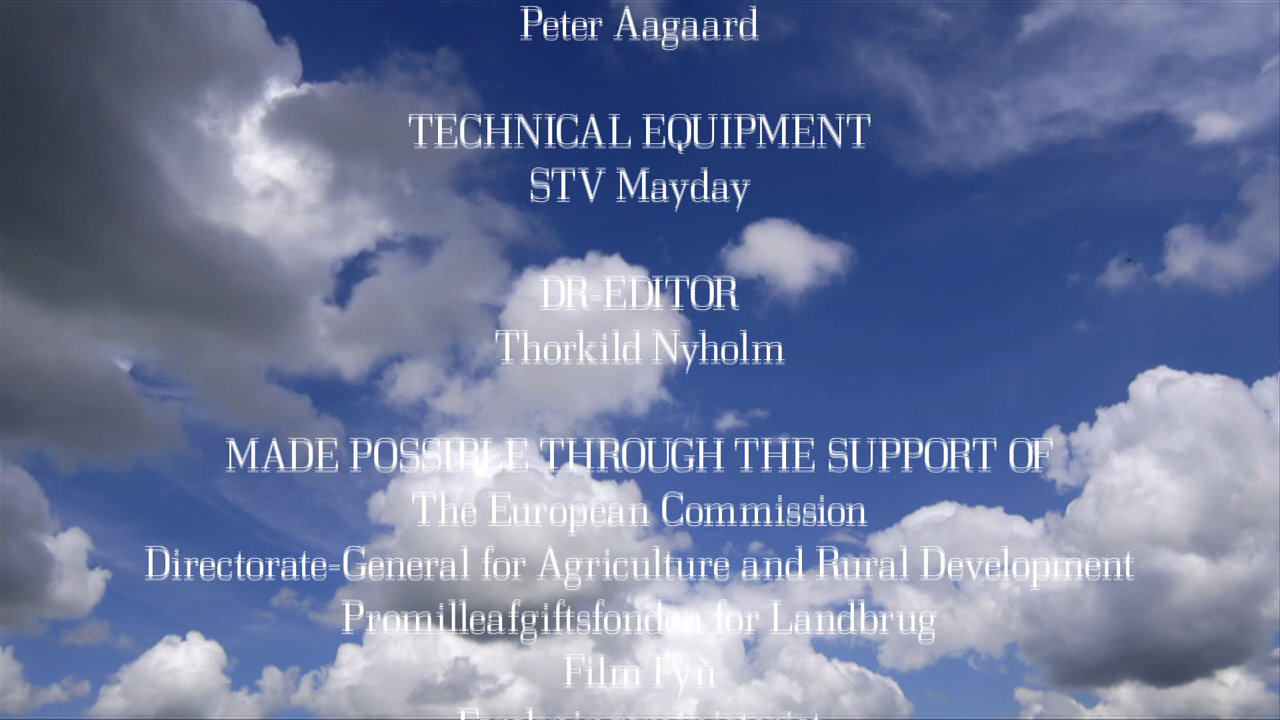 Peter Aagaard
TECHNICAL EQUIPMENT
STV Mayday
DR-EDITOR
Thorkild Nyholm
MADE POSSIBLE THROUGH THE SUPPORT OF
The European Commission
Directorate-General for Agriculture and Rural Development
Promilleafgiftsfonden for Landbrug
Film Fyn